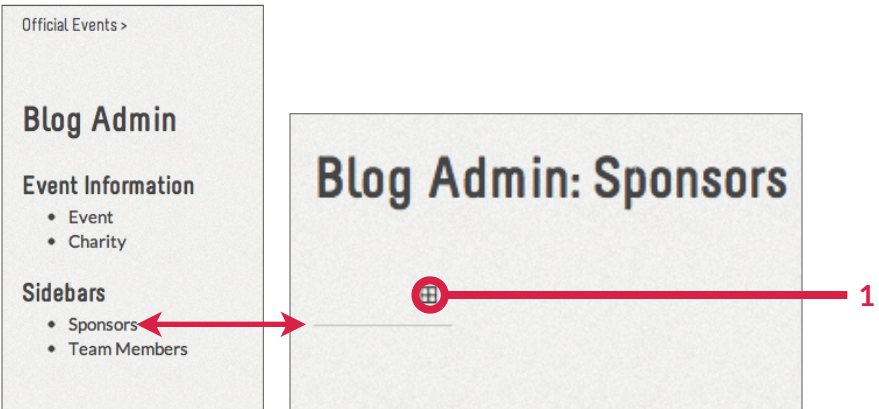 Official Events >
Blog Admin
Event Information
Event
Charity
Sidebars
Sponsors
Team Members
Blog Admin: Sponsors
1